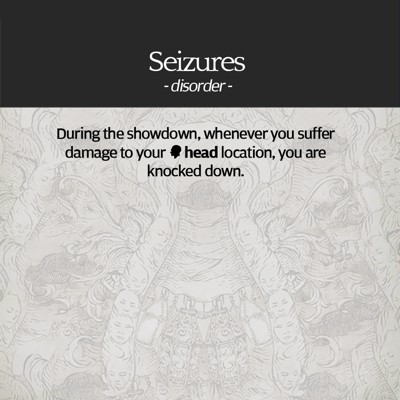 Seizures
- disorder -
During the showdown, whenever you suffer
damage to your head location, you are
knocked down.